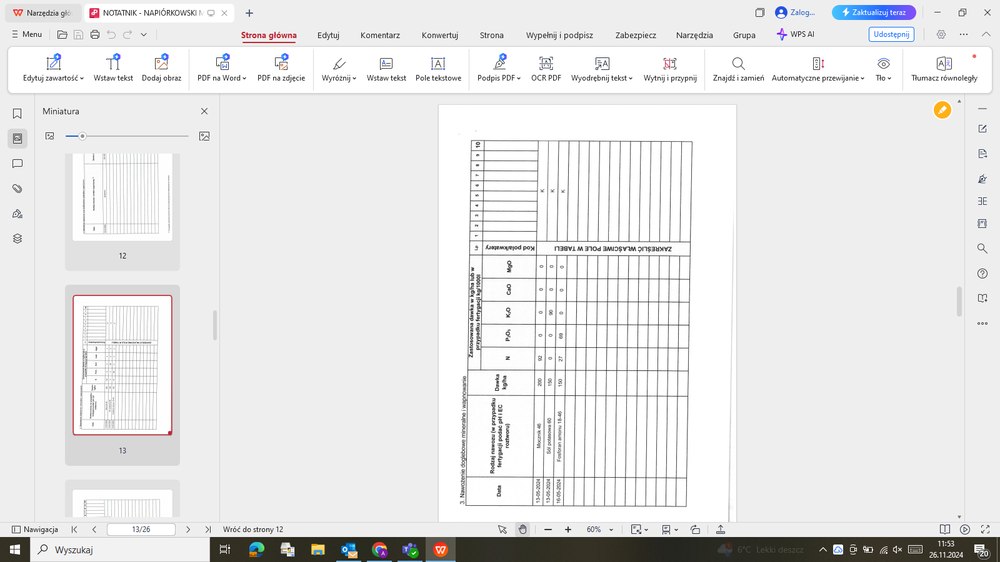 Narzędzia głó
NOTATNIK - NAPIÓRKOWSKI M
Zalog...
Zaktualizuj teraz
Menu
Strona główna
Edytuj
Komentarz
Konwertuj
Strona
Wypełnij i podpisz
Zabezpiecz
Narzędzia
Grupa
WPS AI
Udostępnij
Edytuj zawartość
Wstaw tekst
Dodaj obraz
PDF na Word
PDF na zdjęcie
Wyróżnij
Wstaw tekst
Pole tekstowe
Podpis PDF
OCR PDF
Wyodrębnij tekst
Wytnij i przypnij
Znajdź i zamień
Automatyczne przewijanie
Tło
Tłumacz równoległy
Miniatura
12
13
3. Nawożenie doglebowe mineralne i wapnowanie
Data
Rodzaj nawozu (w przypadku fertygacji podać pH i EC roztworu)
Dawka kg/ha
Zastosowana dawka w kg/ha lub w przypadku fertygacji kg/1000l
N
P₂O₅
K₂O
CaO
MgO
Lp 1 2 3 4 5 6 7 8 9 10
Kod pola/kwatery
ZAKREŚLIĆ WŁAŚCIWE POLE W TABELI
13-05-2024 Mocznik 46 200 92 0 0 0 0 K
13-05-2024 Sól potasowa 60 150 0 0 90 0 0 K
16-05-2024 Fosforan amonu 18-46 150 27 69 0 0 0 K
Nawigacja
13/26
Wróć do strony 12
60%
Wyszukaj
6°C Lekki deszcz
11:53
26.11.2024
20